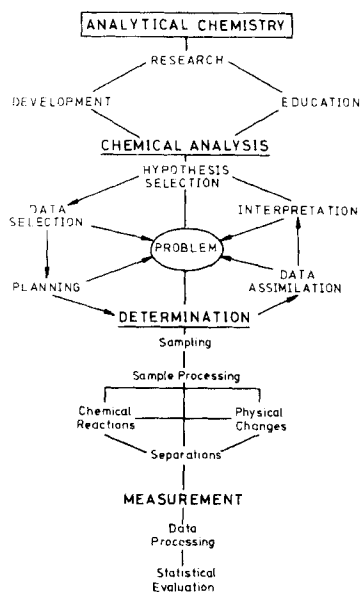 ANALYTICAL CHEMISTRY
RESEARCH
DEVELOPMENT
EDUCATION
CHEMICAL ANALYSIS
HYPOTHESIS
SELECTION
DATA
SELECTION
INTERPRETATION
PROBLEM
PLANNING
DATA
ASSIMILATION
DETERMINATION
Sampling
Sample Processing
Chemical
Reactions
Physical
Changes
Separations
MEASUREMENT
Data
Processing
Statistical
Evaluation